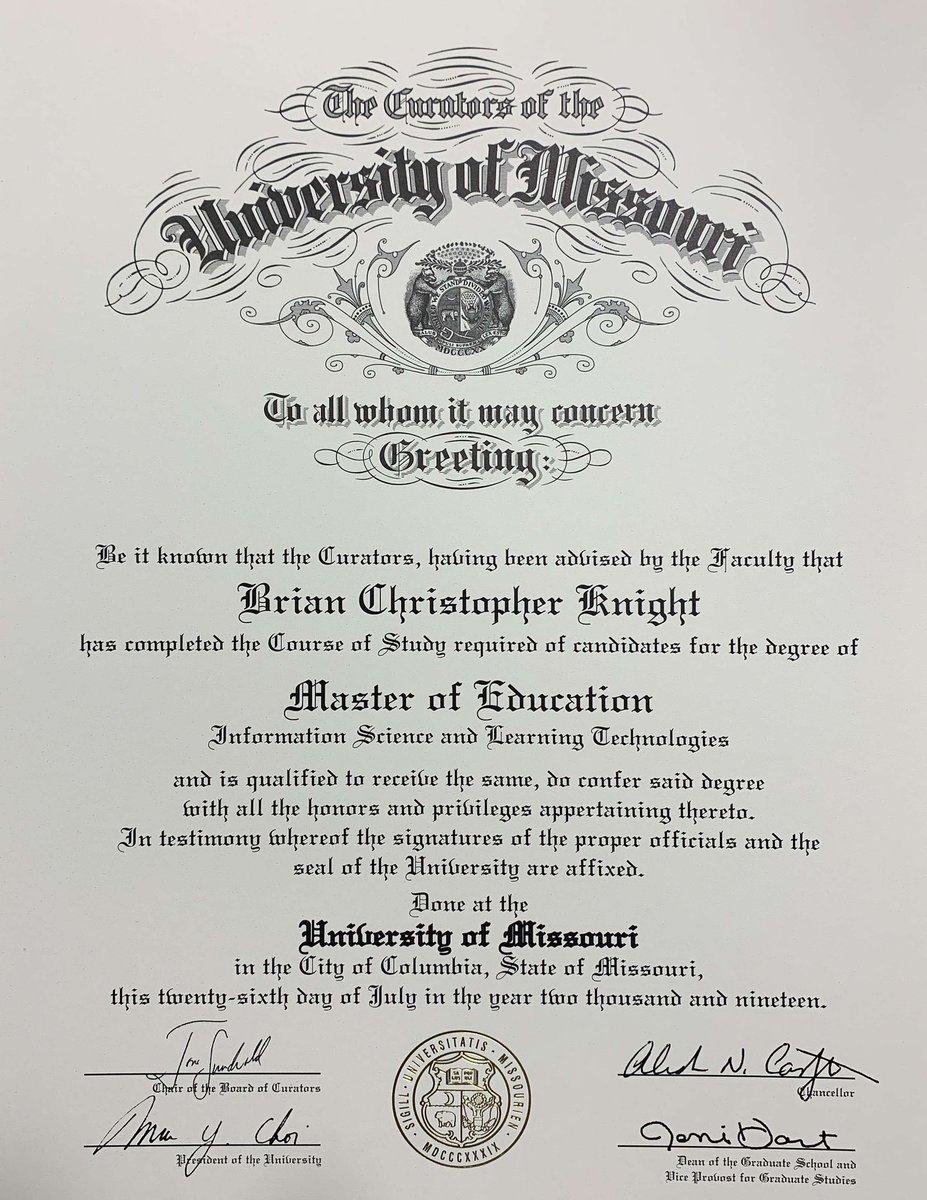 The Curators of the
University of Missouri
MDCCCXX
To all whom it may concern
Greeting:
Be it known that the Curators, having been advised by the Faculty that
Brian Christopher Knight
has completed the Course of Study required of candidates for the degree of
Master of Education
Information Science and Learning Technologies
and is qualified to receive the same, do confer said degree
with all the honors and privileges appertaining thereto.
In testimony whereof the signatures of the proper officials and the
seal of the University are affixed.
Done at the
University of Missouri
in the City of Columbia, State of Missouri,
this twenty-sixth day of July in the year two thousand and nineteen.
Chair of the Board of Curators
Mun Y. Choi
President of the University
SIGILL · UNIVERSITATIS · MISSOURIEN ·
MDCCCXXXIX
Chancellor
Jeni Hart
Dean of the Graduate School and
Vice Provost for Graduate Studies